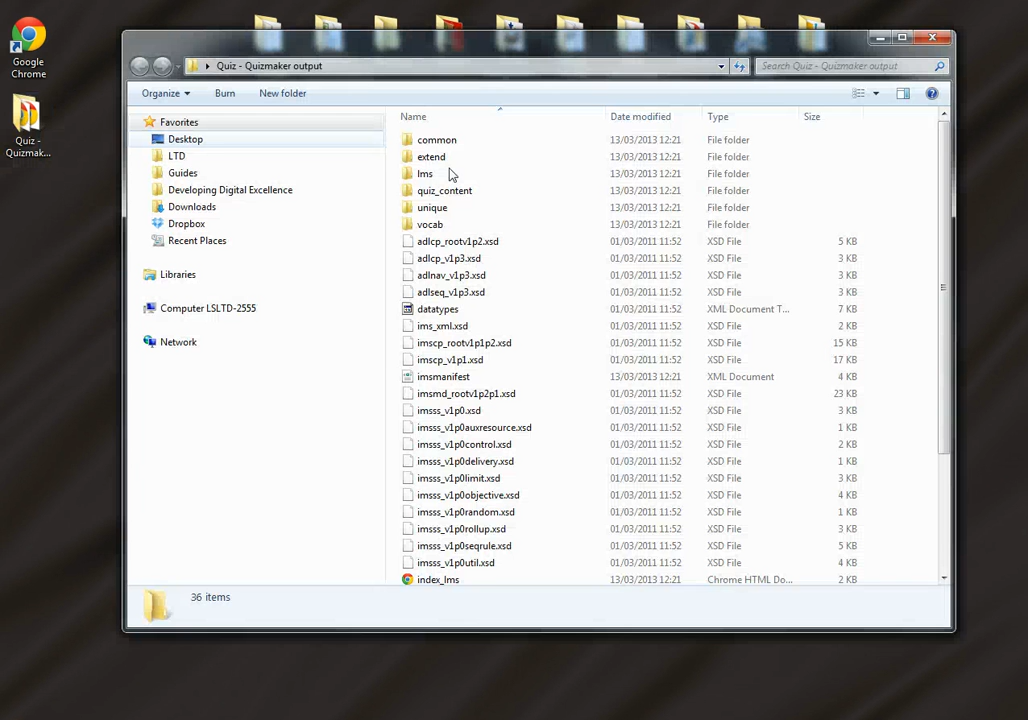 Google
Chrome
Quiz -
Quizmak...
Quiz - Quizmaker output
Search Quiz - Quizmaker output
Organize
Burn
New folder
Favorites
Desktop
LTD
Guides
Developing Digital Excellence
Downloads
Dropbox
Recent Places
Libraries
Computer LSLTD-2555
Network
Name Date modified Type Size
common 13/03/2013 12:21 File folder
extend 13/03/2013 12:21 File folder
lms 13/03/2013 12:21 File folder
quiz_content 13/03/2013 12:21 File folder
unique 13/03/2013 12:21 File folder
vocab 13/03/2013 12:21 File folder
adlcp_rootv1p2.xsd 01/03/2011 11:52 XSD File 5 KB
adlcp_v1p3.xsd 01/03/2011 11:52 XSD File 3 KB
adlnav_v1p3.xsd 01/03/2011 11:52 XSD File 3 KB
adlseq_v1p3.xsd 01/03/2011 11:52 XSD File 3 KB
datatypes 01/03/2011 11:52 XML Document T... 7 KB
ims_xml.xsd 01/03/2011 11:52 XSD File 2 KB
imscp_rootv1p1p2.xsd 01/03/2011 11:52 XSD File 15 KB
imscp_v1p1.xsd 01/03/2011 11:52 XSD File 17 KB
imsmanifest 13/03/2013 12:21 XML Document 4 KB
imsmd_rootv1p2p1.xsd 01/03/2011 11:52 XSD File 23 KB
imsss_v1p0.xsd 01/03/2011 11:52 XSD File 3 KB
imsss_v1p0auxresource.xsd 01/03/2011 11:52 XSD File 1 KB
imsss_v1p0control.xsd 01/03/2011 11:52 XSD File 2 KB
imsss_v1p0delivery.xsd 01/03/2011 11:52 XSD File 1 KB
imsss_v1p0limit.xsd 01/03/2011 11:52 XSD File 3 KB
imsss_v1p0objective.xsd 01/03/2011 11:52 XSD File 4 KB
imsss_v1p0random.xsd 01/03/2011 11:52 XSD File 1 KB
imsss_v1p0rollup.xsd 01/03/2011 11:52 XSD File 3 KB
imsss_v1p0seqrule.xsd 01/03/2011 11:52 XSD File 5 KB
imsss_v1p0util.xsd 01/03/2011 11:52 XSD File 4 KB
index_lms 13/03/2013 12:21 Chrome HTML Do... 2 KB
36 items